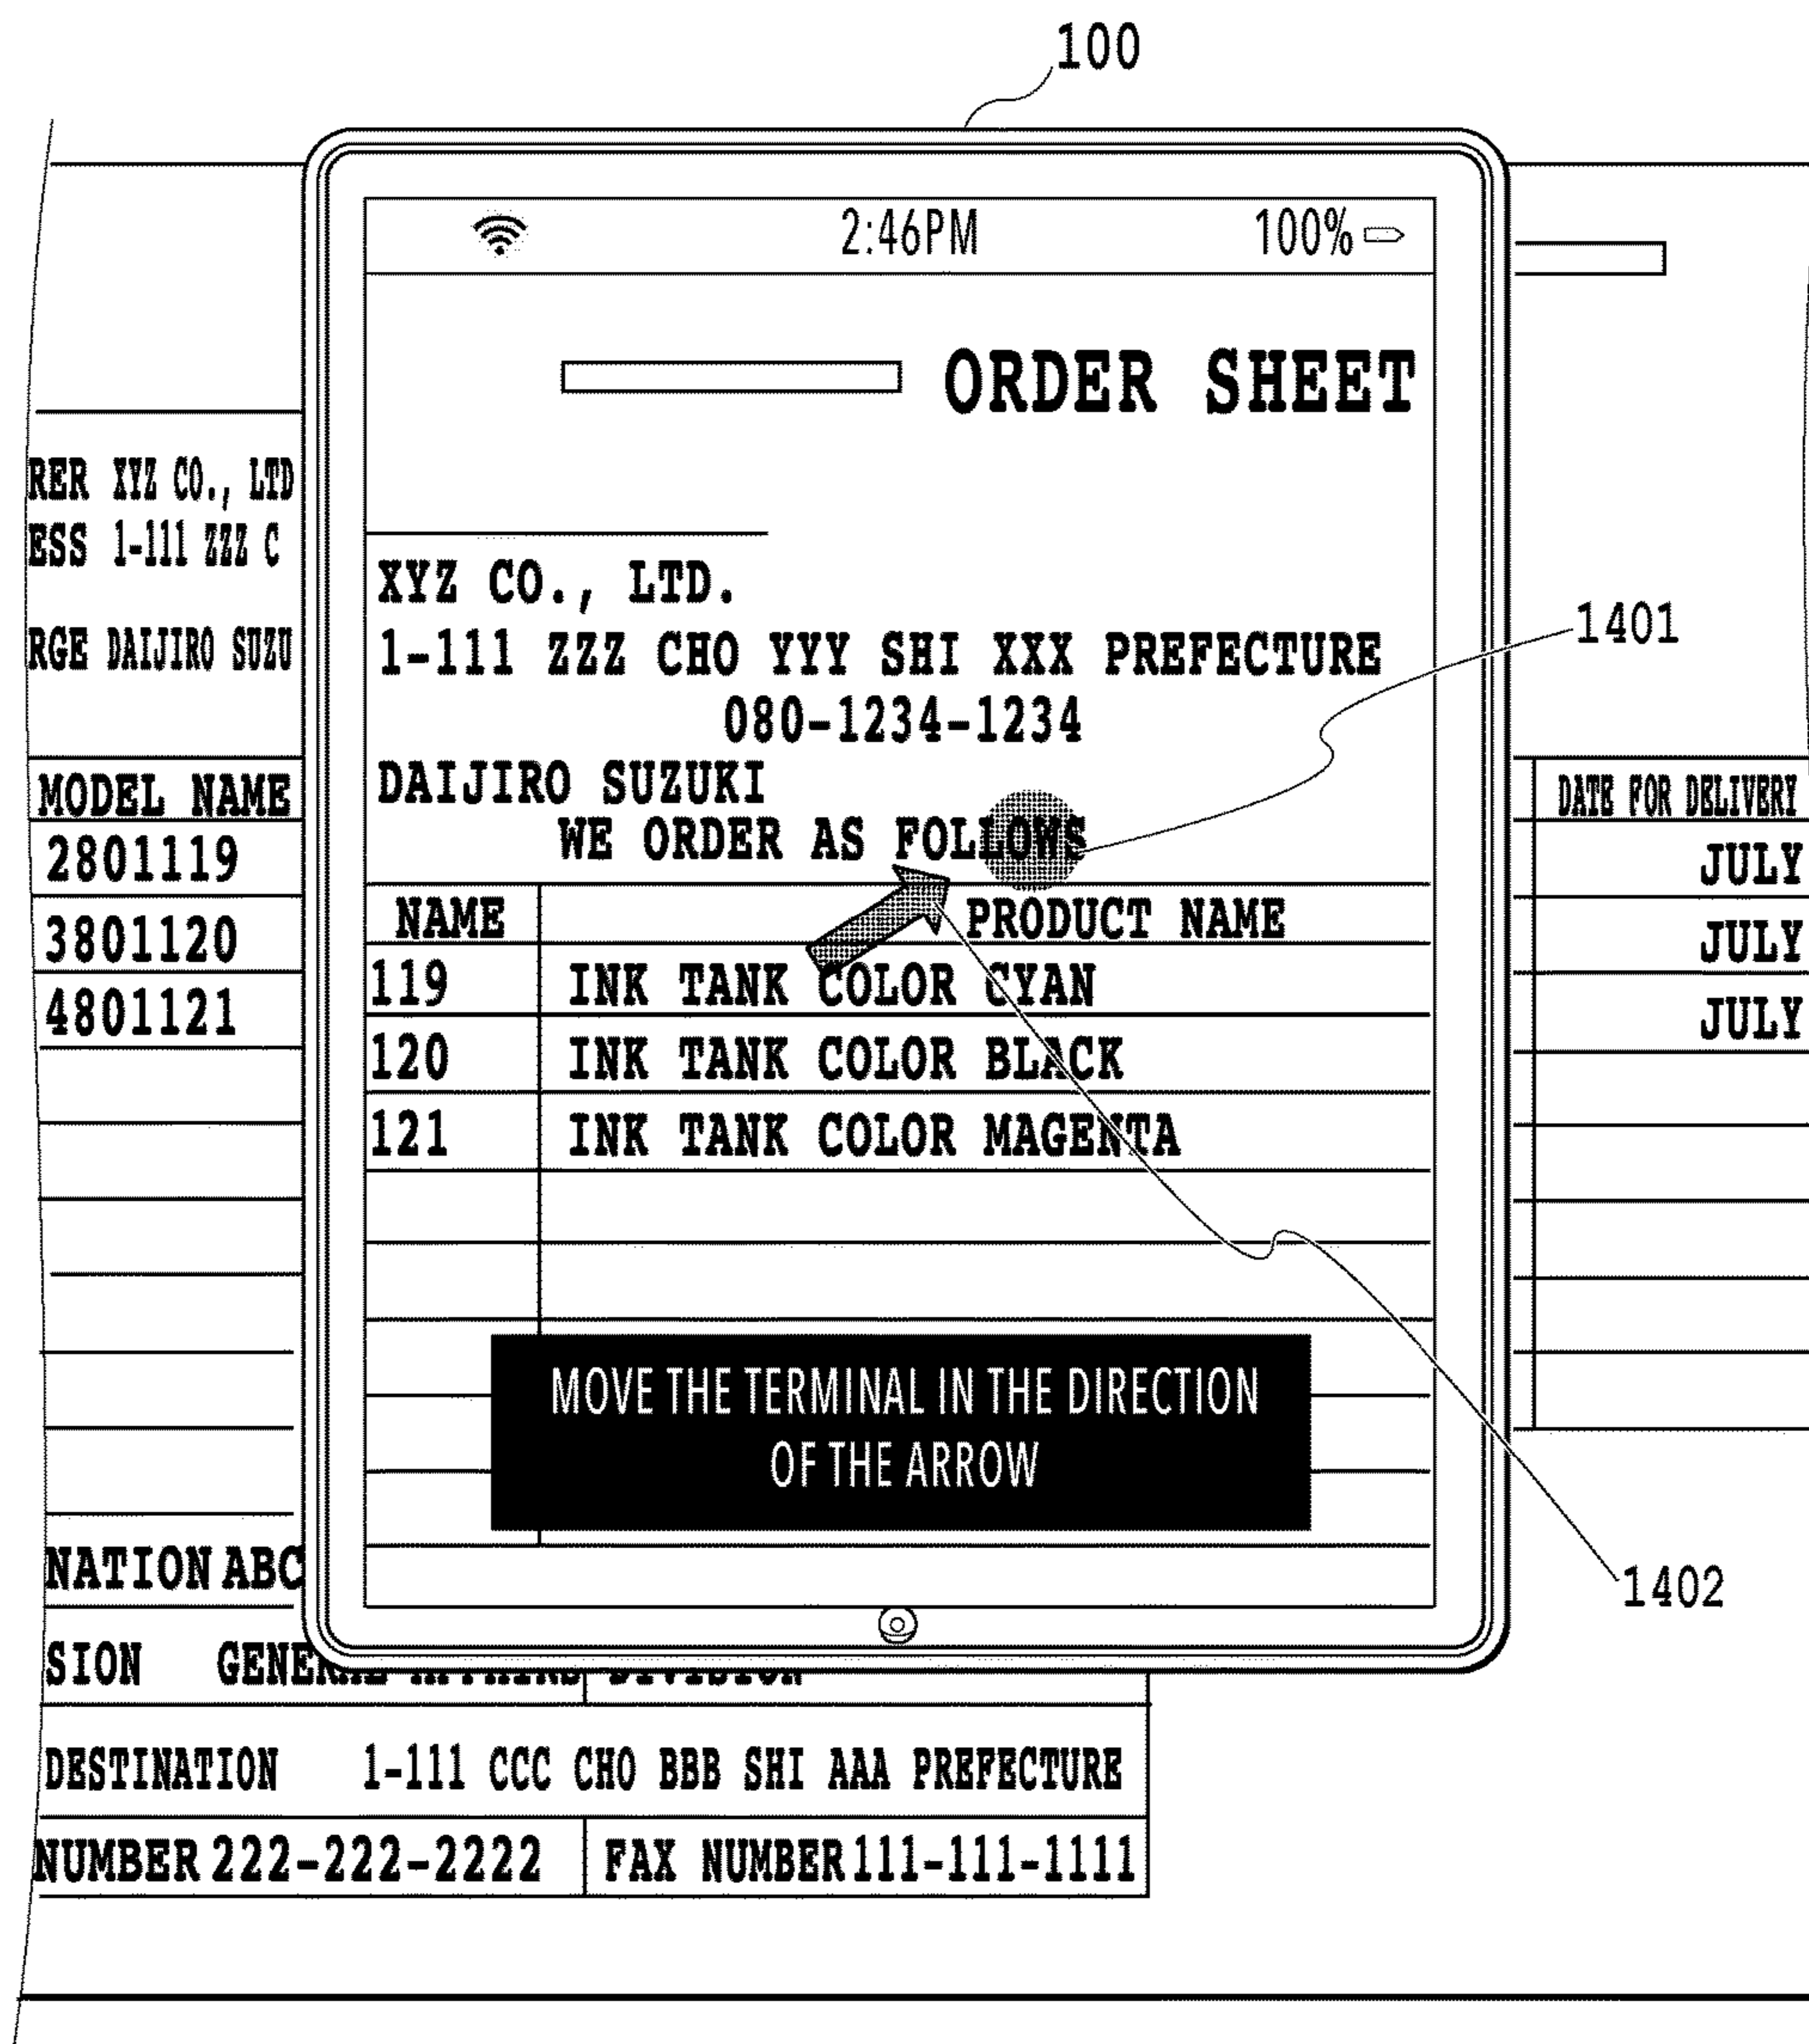 100
2:46PM 100%
ORDER SHEET
RER XYZ CO., LTD
ESS 1-111 ZZZ C
RGE DAIJIRO SUZU
XYZ CO., LTD.
1-111 ZZZ CHO YYY SHI XXX PREFECTURE
080-1234-1234
DAIJIRO SUZUKI
WE ORDER AS FOLLOWS
1401
MODEL NAME
2801119
3801120
4801121
NAME PRODUCT NAME
119 INK TANK COLOR CYAN
120 INK TANK COLOR BLACK
121 INK TANK COLOR MAGENTA
DATE FOR DELIVERY
JULY
JULY
JULY
MOVE THE TERMINAL IN THE DIRECTION
OF THE ARROW
1402
NATION ABC
SION GENERAL AFFAIRS DIVISION
DESTINATION 1-111 CCC CHO BBB SHI AAA PREFECTURE
NUMBER 222-222-2222 FAX NUMBER 111-111-1111